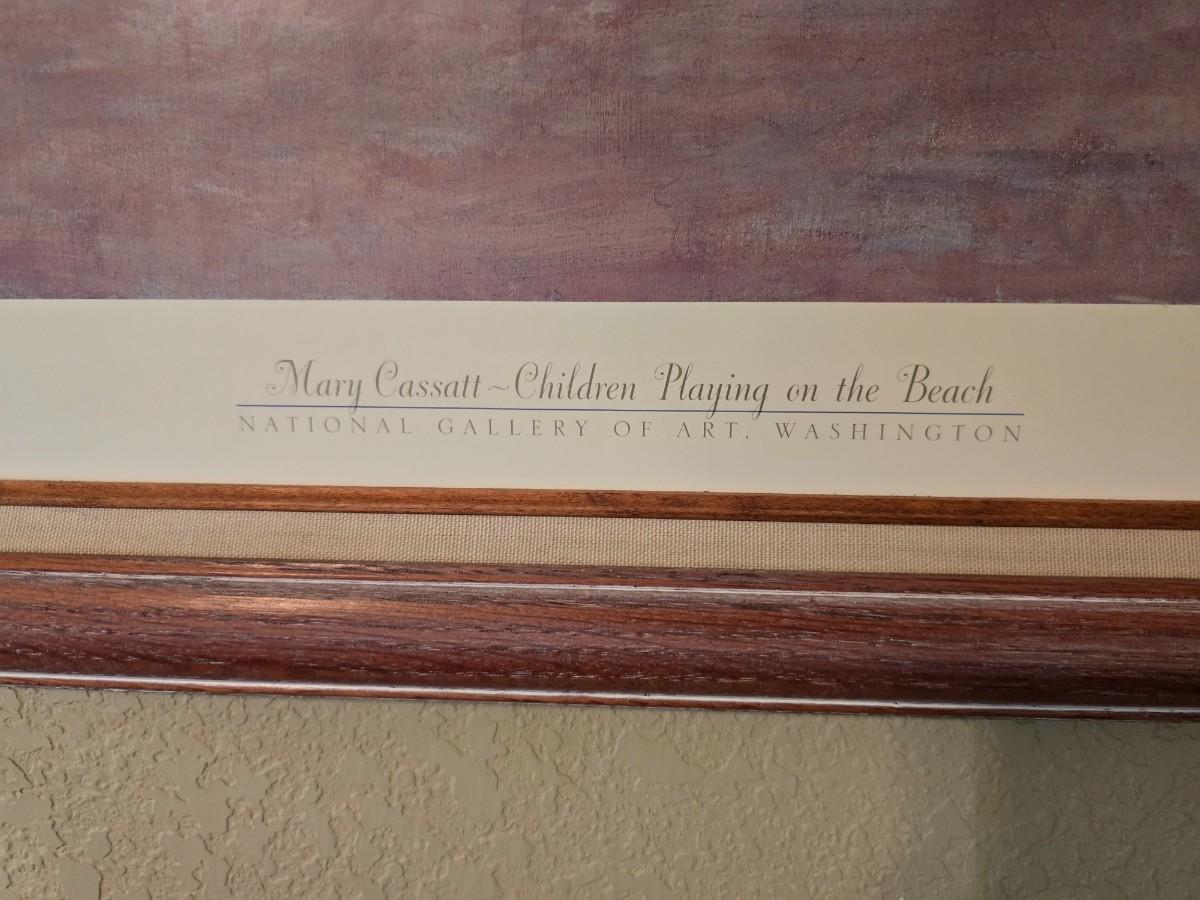 Mary Cassatt ~ Children Playing on the Beach
NATIONAL GALLERY OF ART, WASHINGTON